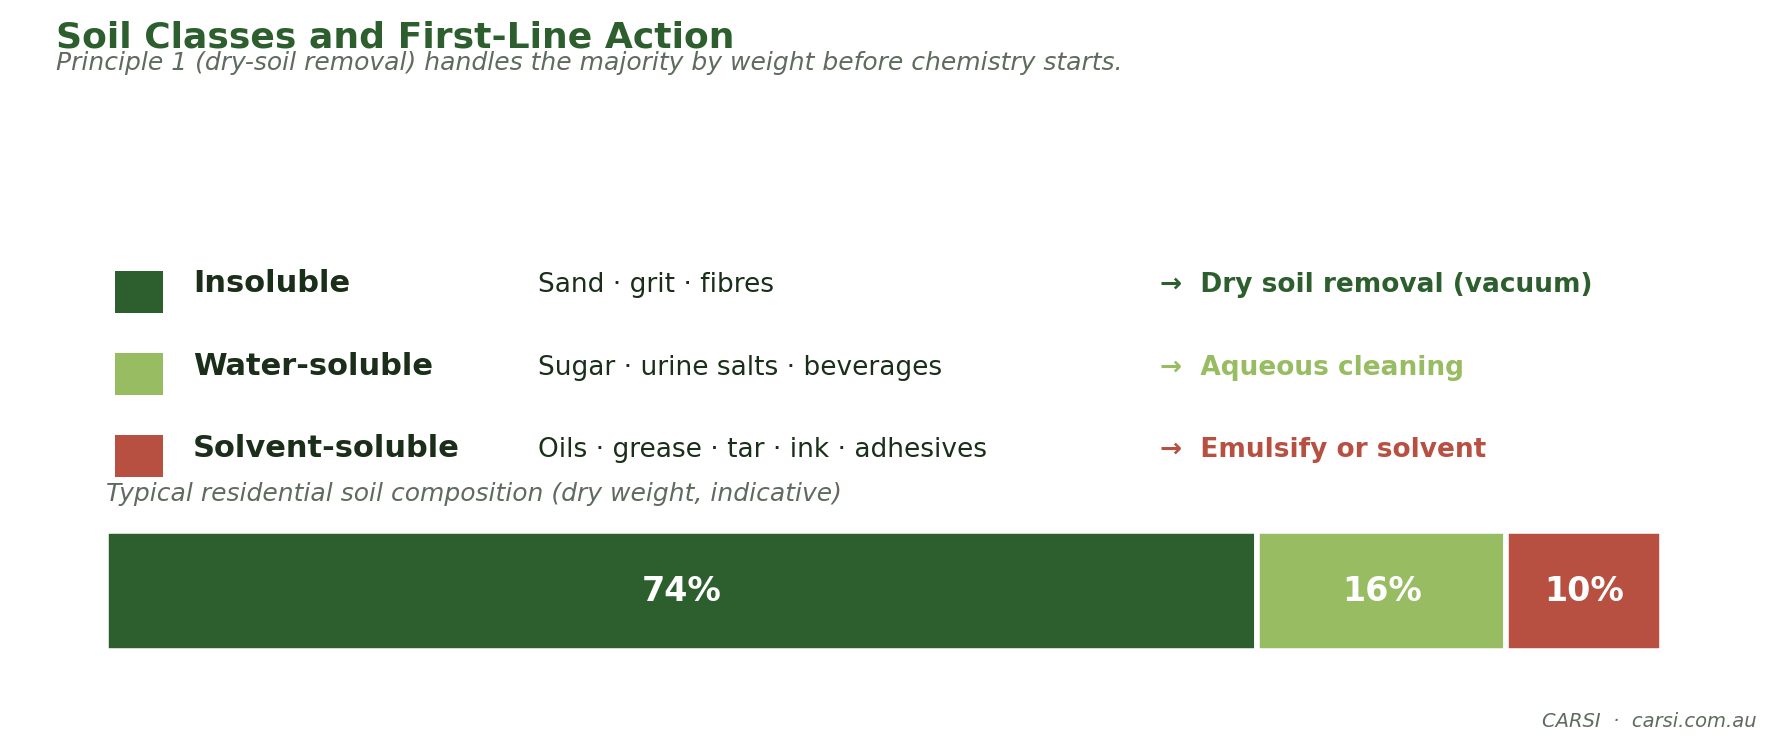 Soil Classes and First-Line Action
Principle 1 (dry-soil removal) handles the majority by weight before chemistry starts.
Insoluble Sand · grit · fibres → Dry soil removal (vacuum)
Water-soluble Sugar · urine salts · beverages → Aqueous cleaning
Solvent-soluble Oils · grease · tar · ink · adhesives → Emulsify or solvent
Typical residential soil composition (dry weight, indicative)
74% 16% 10%
CARSI · carsi.com.au